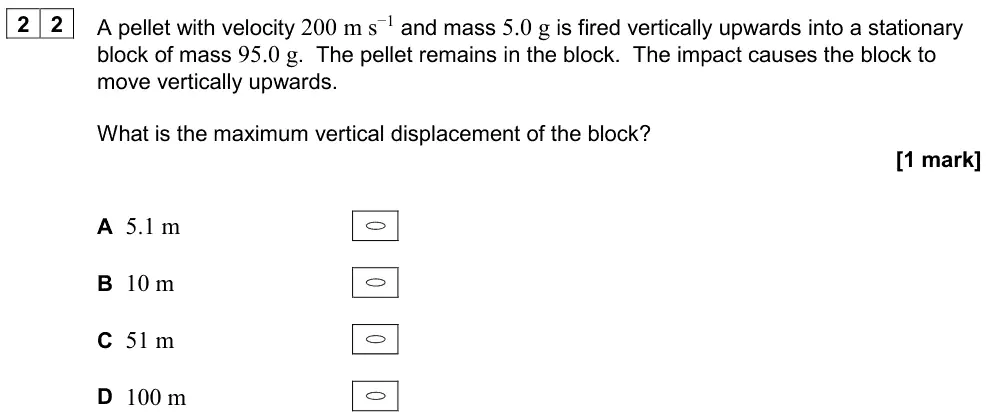 2 2 A pellet with velocity 200 m s⁻¹ and mass 5.0 g is fired vertically upwards into a stationary
block of mass 95.0 g. The pellet remains in the block. The impact causes the block to
move vertically upwards.
What is the maximum vertical displacement of the block?
[1 mark]
A 5.1 m
B 10 m
C 51 m
D 100 m